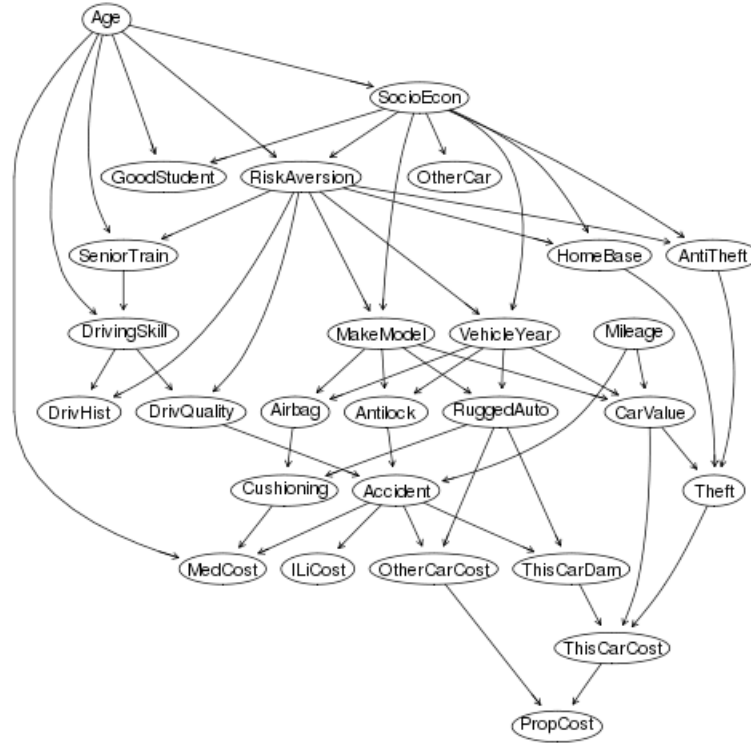 Age
SocioEcon
GoodStudent RiskAversion OtherCar
SeniorTrain HomeBase AntiTheft
DrivingSkill MakeModel VehicleYear Mileage
DrivHist DrivQuality Airbag Antilock RuggedAuto CarValue
Cushioning Accident Theft
MedCost ILiCost OtherCarCost ThisCarDam
ThisCarCost
PropCost